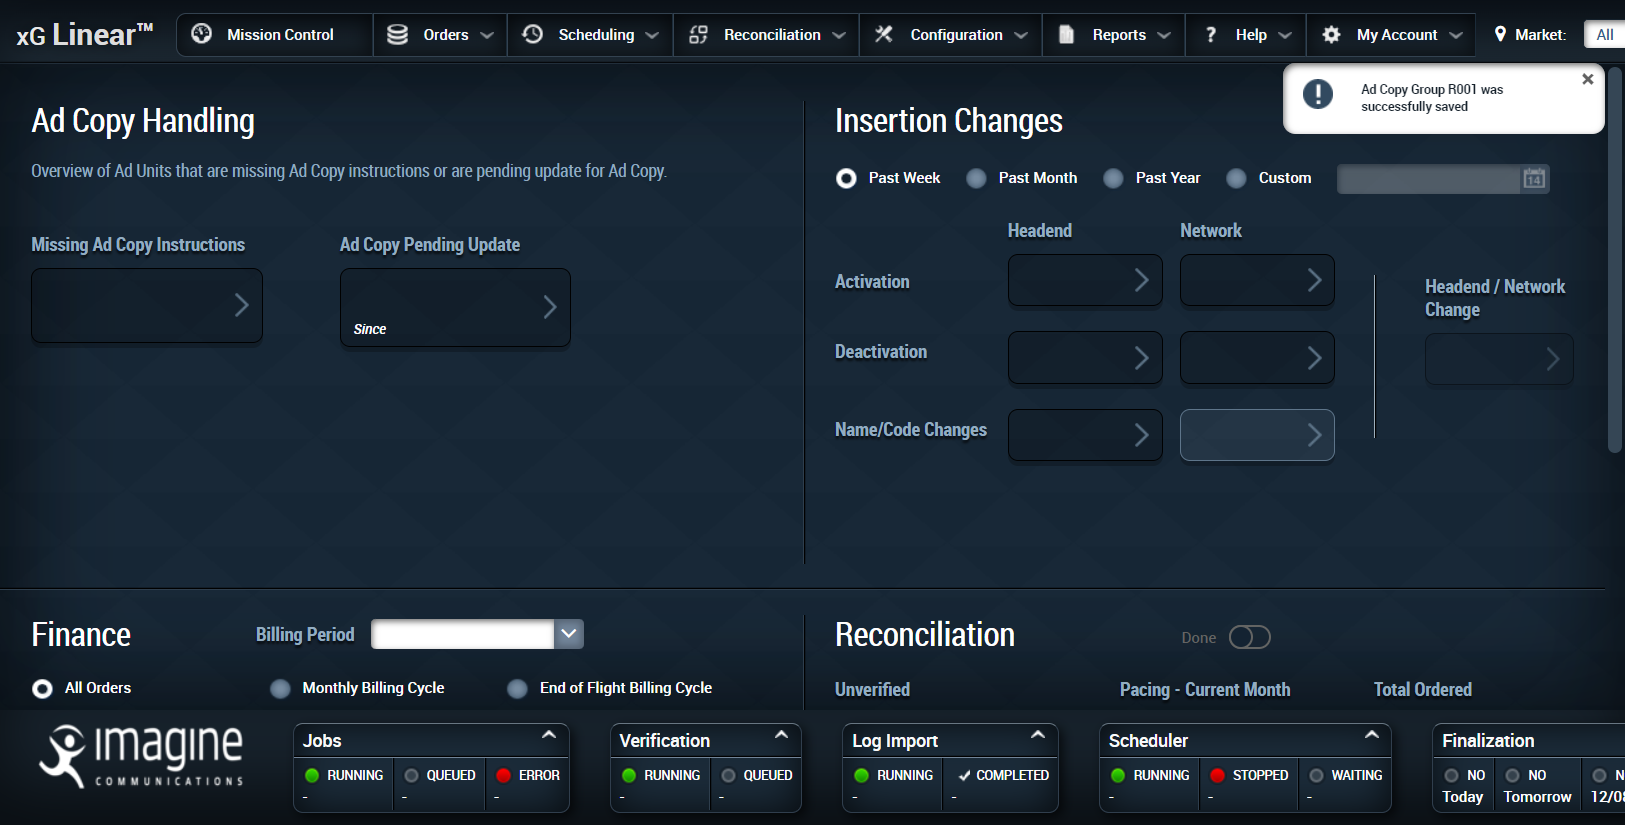 xG Linear™
Mission Control
Orders
Scheduling
Reconciliation
Configuration
Reports
? Help
My Account
Market:
All
Ad Copy Group R001 was
successfully saved
Ad Copy Handling
Overview of Ad Units that are missing Ad Copy instructions or are pending update for Ad Copy.
Missing Ad Copy Instructions
Ad Copy Pending Update
Since
Insertion Changes
Past Week
Past Month
Past Year
Custom
14
Headend
Network
Activation
Deactivation
Name/Code Changes
Headend / Network
Change
Finance
Billing Period
All Orders
Monthly Billing Cycle
End of Flight Billing Cycle
Reconciliation
Done
Unverified
Pacing - Current Month
Total Ordered
imagine
COMMUNICATIONS
Jobs
RUNNING
-
QUEUED
-
ERROR
-
Verification
RUNNING
-
QUEUED
-
Log Import
RUNNING
-
COMPLETED
-
Scheduler
RUNNING
-
STOPPED
-
WAITING
-
Finalization
NO
Today
NO
Tomorrow
N
12/08